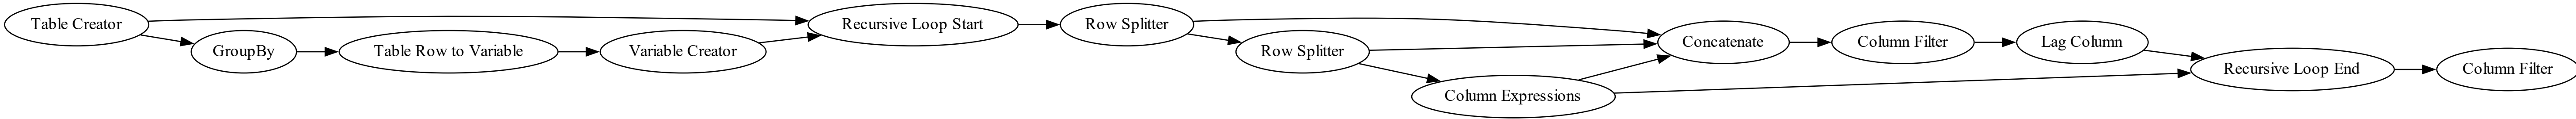 Table Creator
GroupBy
Table Row to Variable
Variable Creator
Recursive Loop Start
Row Splitter
Row Splitter
Column Expressions
Concatenate
Column Filter
Lag Column
Recursive Loop End
Column Filter